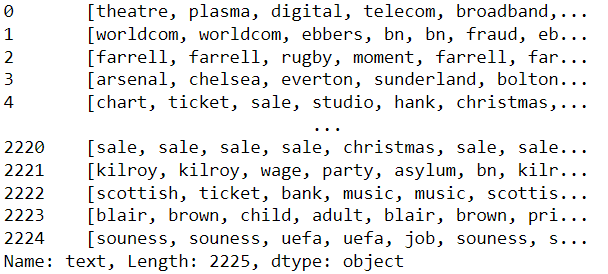 0 [theatre, plasma, digital, telecom, broadband,...
1 [worldcom, worldcom, ebbers, bn, bn, fraud, eb...
2 [farrell, farrell, rugby, moment, farrell, far...
3 [arsenal, chelsea, everton, sunderland, bolton...
4 [chart, ticket, sale, studio, hank, christmas,...
...
2220 [sale, sale, sale, sale, christmas, sale, sale...
2221 [kilroy, kilroy, wage, party, asylum, bn, kilr...
2222 [scottish, ticket, bank, music, music, scottis...
2223 [blair, brown, child, adult, blair, brown, pri...
2224 [souness, souness, uefa, uefa, job, souness, s...
Name: text, Length: 2225, dtype: object